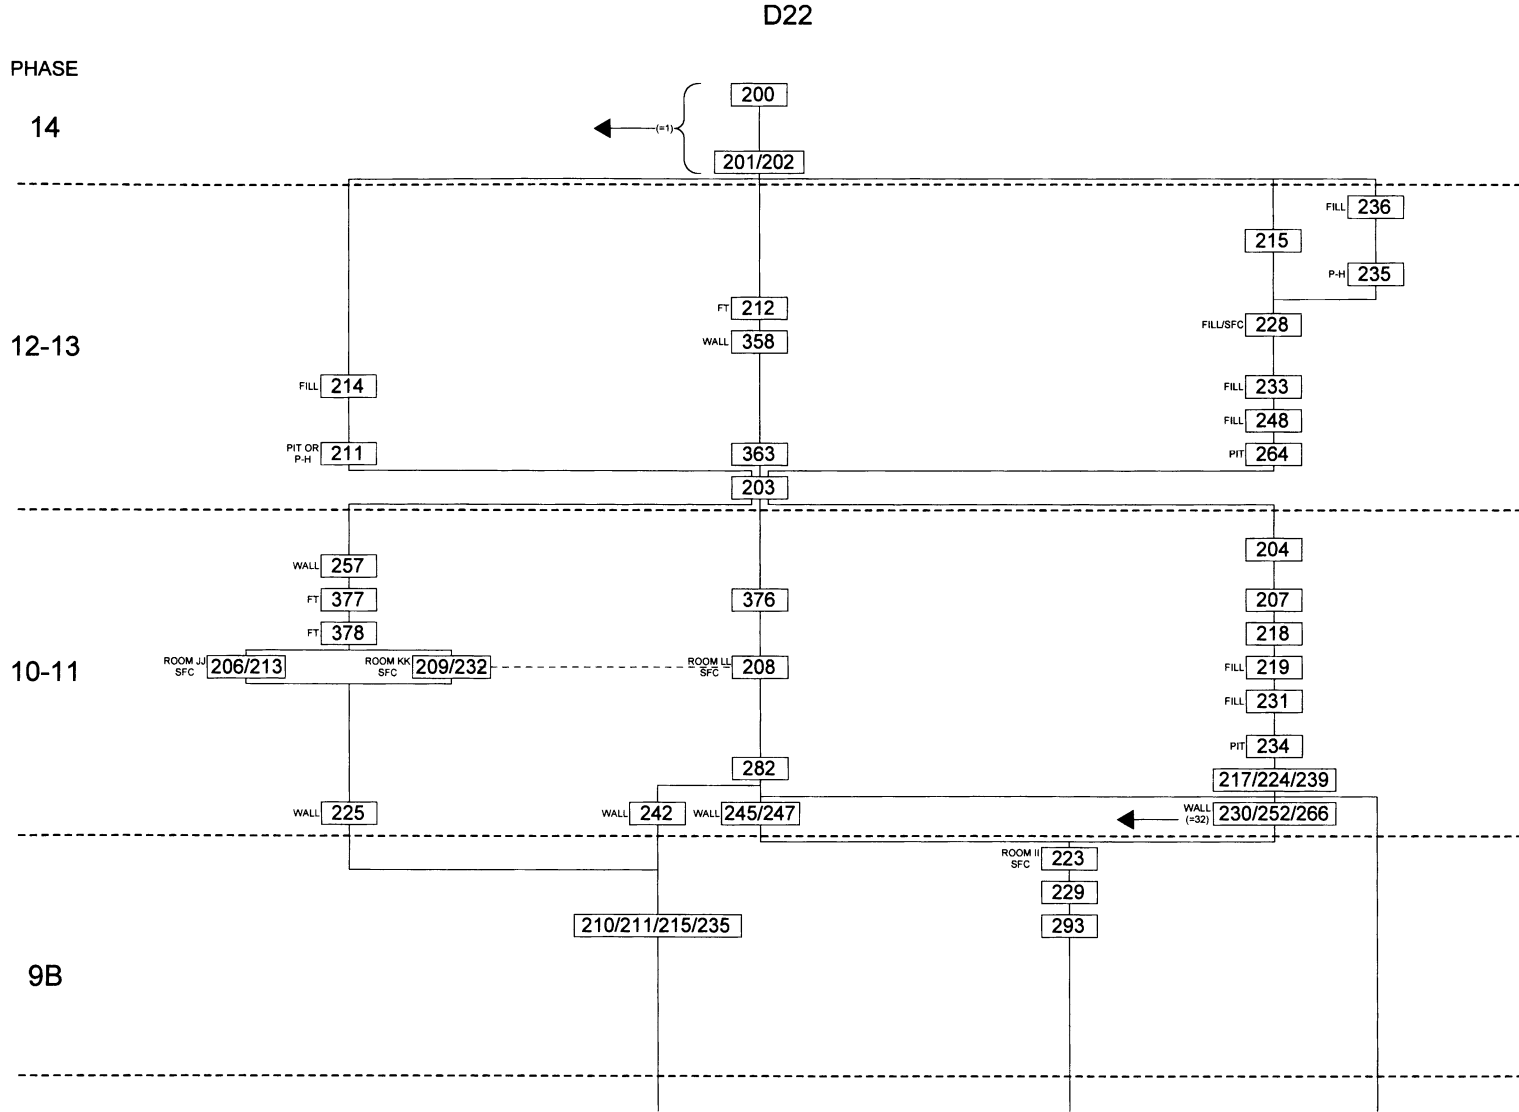 D22
PHASE
14
200
(=1)
201/202
12-13
FILL 236
215
P-H 235
FT 212
FILL/SFC 228
WALL 358
FILL 214
FILL 233
FILL 248
PIT OR
P-H
211
363
PIT 264
203
10-11
204
WALL 257
FT 377
376
207
FT 378
218
ROOM JJ
SFC
206/213
ROOM KK
SFC
209/232
ROOM LL
SFC
208
FILL 219
FILL 231
PIT 234
282
217/224/239
WALL 225
WALL 242
WALL 245/247
WALL
(=32)
230/252/266
9B
ROOM II
SFC
223
229
210/211/215/235
293